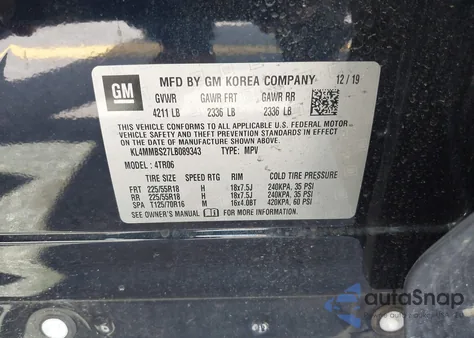 GM
MFD BY GM KOREA COMPANY 12/19
GVWR GAWR FRT GAWR RR
4211 LB 2336 LB 2336 LB
THIS VEHICLE CONFORMS TO ALL APPLICABLE U.S. FEDERAL MOTOR
VEHICLE SAFETY AND THEFT PREVENTION STANDARDS IN EFFECT ON
THE DATE OF MANUFACTURE SHOWN ABOVE.
KL4MMBS27LB089343 TYPE: MPV
MODEL : 4TR06
TIRE SIZE SPEED RTG RIM COLD TIRE PRESSURE
FRT 225/55R18 H 18x7.5J 240KPA, 35 PSI
RR 225/55R18 H 18x7.5J 240KPA, 35 PSI
SPA T125/70R16 M 16x4.0BT 420KPA, 60 PSI
SEE OWNER'S MANUAL FOR MORE INFORMATION.
autoSnap